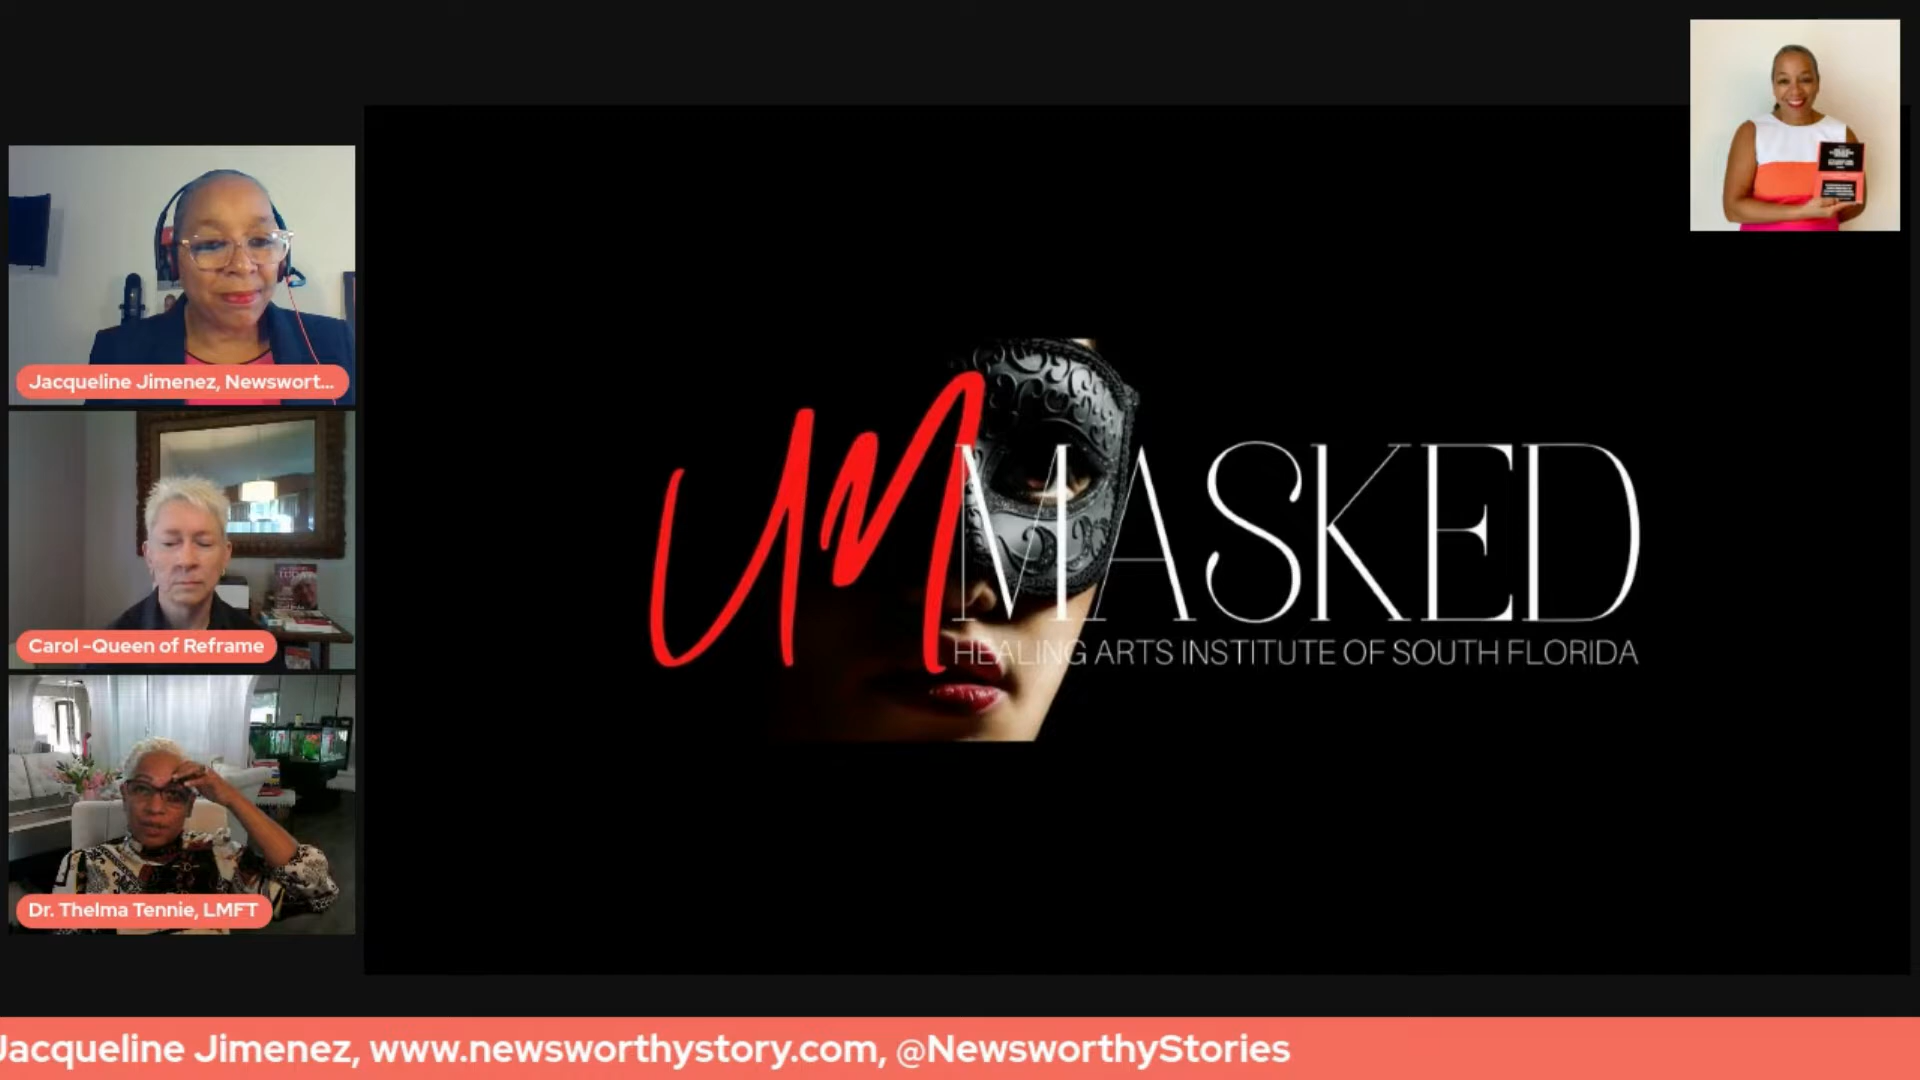 Jacqueline Jimenez, Newswort...
Carol -Queen of Reframe
Dr. Thelma Tennie, LMFT
UNMASKED
HEALING ARTS INSTITUTE OF SOUTH FLORIDA
Jacqueline Jimenez, www.newsworthystory.com, @NewsworthyStories